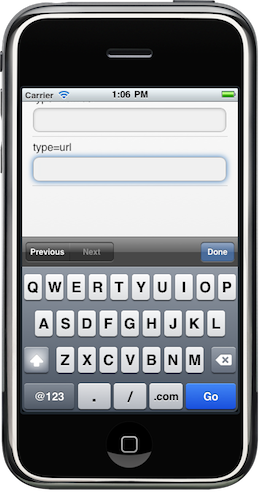 Carrier 1:06 PM
type=url
Previous Next Done
Q W E R T Y U I O P
A S D F G H J K L
Z X C V B N M
@123 . / .com Go